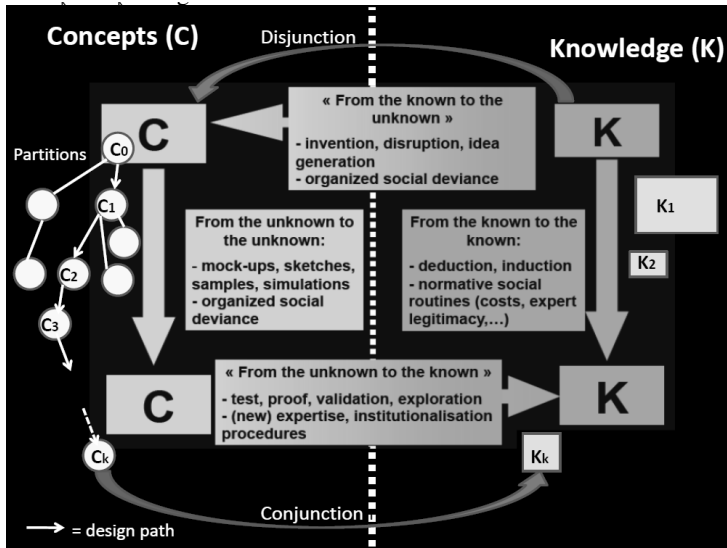 Concepts (C)
Disjunction
Knowledge (K)
« From the known to the
unknown »
- invention, disruption, idea
generation
- organized social deviance
C
K
Partitions
C0
C1
C2
C3
From the unknown to
the unknown:
- mock-ups, sketches,
samples, simulations
- organized social
deviance
From the known to the
known:
- deduction, induction
- normative social
routines (costs, expert
legitimacy,...)
K1
K2
C
« From the unknown to the known »
- test, proof, validation, exploration
- (new) expertise, institutionalisation
procedures
K
Ck
Kk
Conjunction
= design path